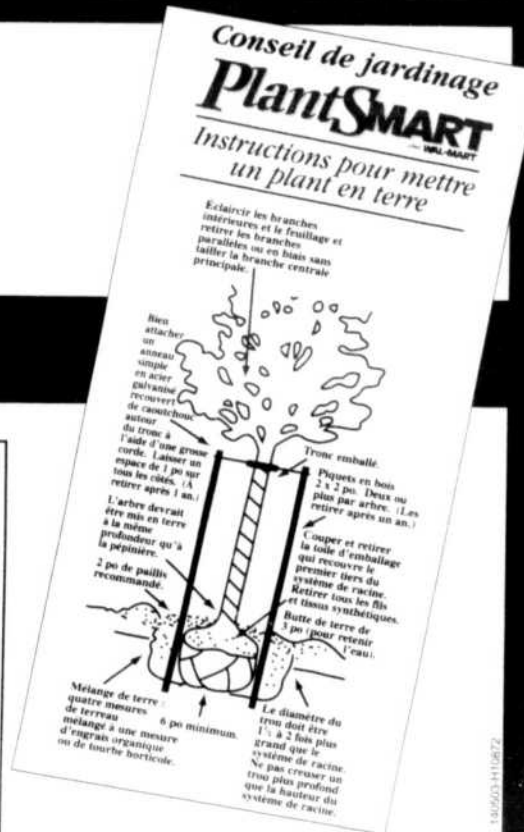 Conseil de jardinage
PlantSMART
WAL-MART
Instructions pour mettre
un plant en terre
Éclaircir les branches
intérieures et le feuillage et
retirer les branches
parallèles ou en biais sans
tailler la branche centrale
principale.
Bien
attacher
un
anneau
simple
en acier
galvanisé
recouvert
de caoutchouc
autour
du tronc à
l'aide d'une grosse
corde. Laisser un
espace de 1 po sur
tous les côtés. (À
retirer après 1 an.)
L'arbre devrait
être mis en terre
à la même
profondeur qu'à
la pépinière.
2 po de paillis
recommandé.
Mélange de terre :
quatre mesures
de terreau
mélangé à une mesure
d'engrais organique
ou de tourbe horticole.
6 po minimum.
Tronc emballé.
Piquets en bois
2 x 2 po. Deux ou
plus par arbre. (Les
retirer après un an.)
Couper et retirer
la toile d'emballage
qui recouvre le
premier tiers du
système de racine.
Retirer tous les fils
et tissus synthétiques.
Butte de terre de
3 po (pour retenir
l'eau).
Le diamètre du
trou doit être
1½ à 2 fois plus
grand que le
système de racine.
Ne pas creuser un
trou plus profond
que la hauteur du
système de racine.
140503-H10872